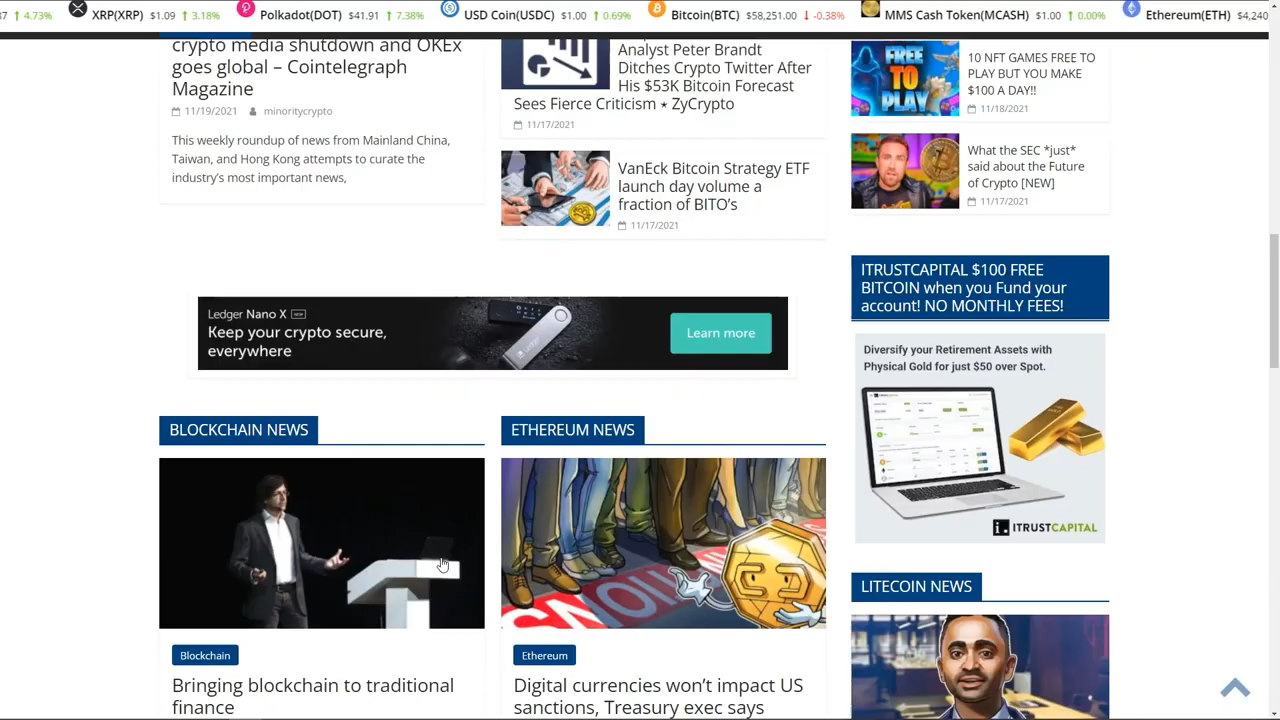 87 ↑ 4.73% XRP(XRP) $1.09 ↑ 3.18% Polkadot(DOT) $41.91 ↑ 7.38% USD Coin(USDC) $1.00 ↑ 0.69% Bitcoin(BTC) $58,251.00 ↓ -0.38% MMS Cash Token(MCASH) $1.00 ↑ 0.00% Ethereum(ETH) $4,240
crypto media shutdown and OKEx
goes global – Cointelegraph
Magazine
11/19/2021 minoritycrypto
This weekly roundup of news from Mainland China,
Taiwan, and Hong Kong attempts to curate the
industry's most important news,
Analyst Peter Brandt
Ditches Crypto Twitter After
His $53K Bitcoin Forecast
Sees Fierce Criticism ⋆ ZyCrypto
11/17/2021
VanEck Bitcoin Strategy ETF
launch day volume a
fraction of BITO's
11/17/2021
FREE
TO
PLAY
10 NFT GAMES FREE TO
PLAY BUT YOU MAKE
$100 A DAY!!
11/18/2021
What the SEC *just*
said about the Future
of Crypto [NEW]
11/17/2021
Ledger Nano X NEW
Keep your crypto secure,
everywhere
Learn more
ITRUSTCAPITAL $100 FREE
BITCOIN when you Fund your
account! NO MONTHLY FEES!
Diversify your Retirement Assets with
Physical Gold for just $50 over Spot.
ITRUSTCAPITAL
BLOCKCHAIN NEWS
Blockchain
Bringing blockchain to traditional
finance
ETHEREUM NEWS
Ethereum
Digital currencies won't impact US
sanctions, Treasury exec says
LITECOIN NEWS